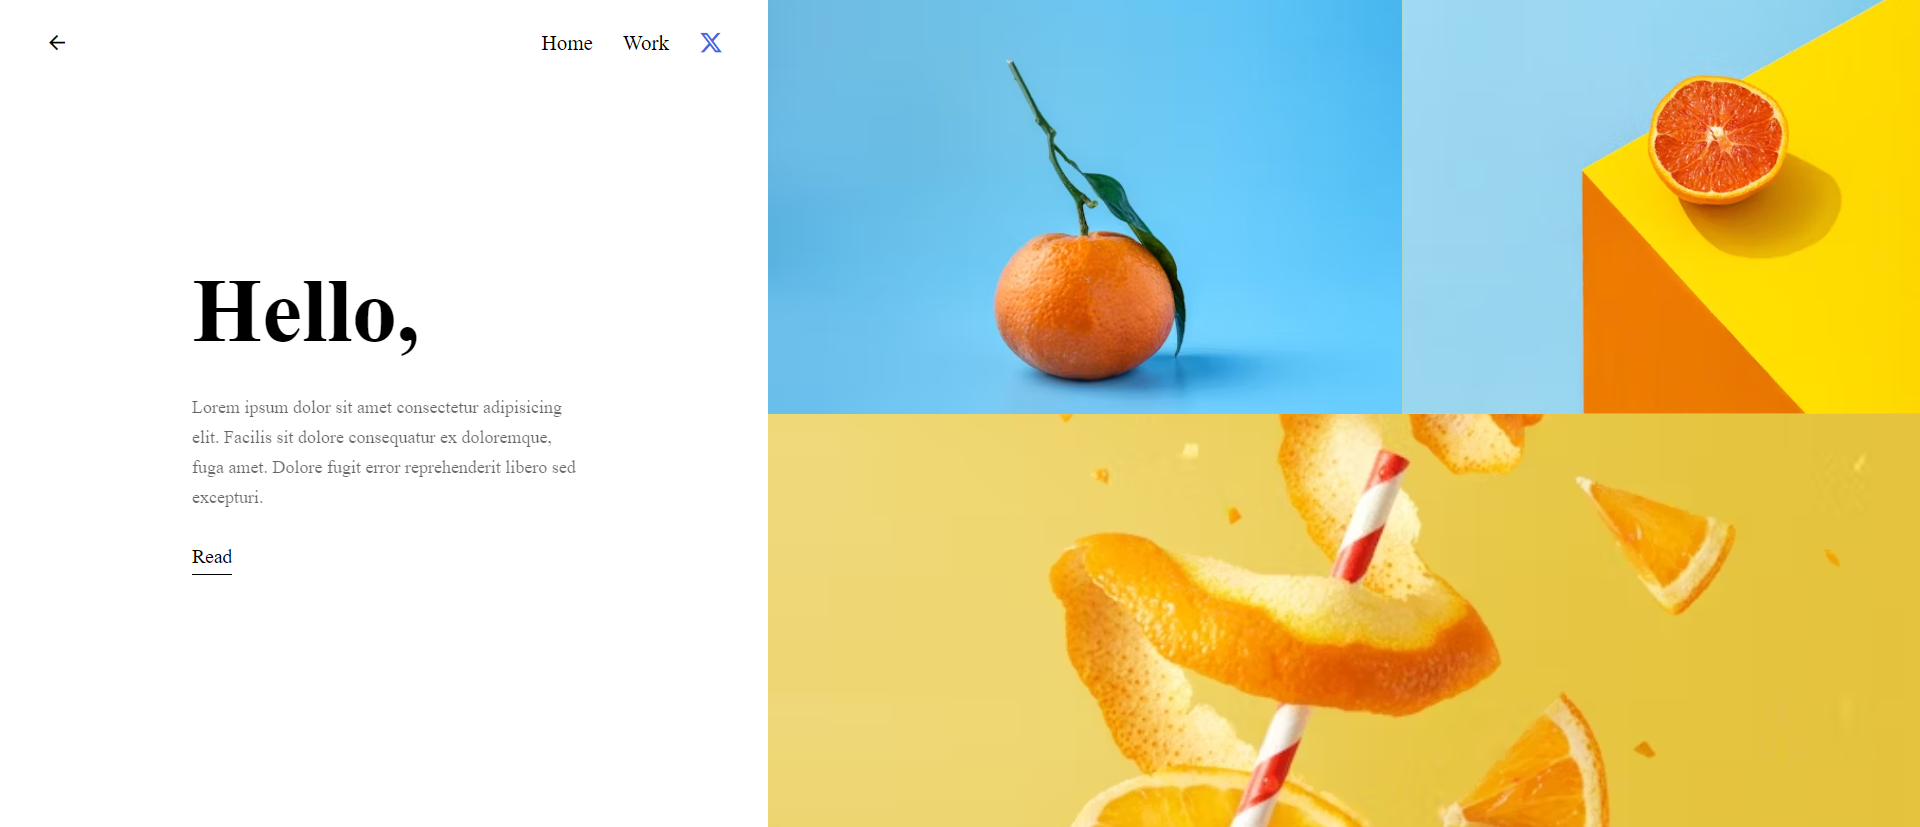 Home Work X
Hello,
Lorem ipsum dolor sit amet consectetur adipisicing
elit. Facilis sit dolore consequatur ex doloremque,
fuga amet. Dolore fugit error reprehenderit libero sed
excepturi.
Read